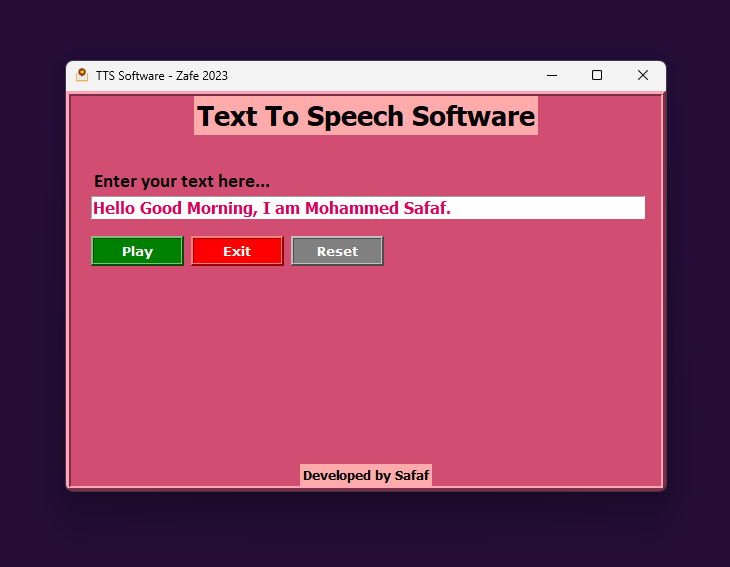 TTS Software - Zafe 2023
Text To Speech Software
Enter your text here...
Hello Good Morning, I am Mohammed Safaf.
Play Exit Reset
Developed by Safaf